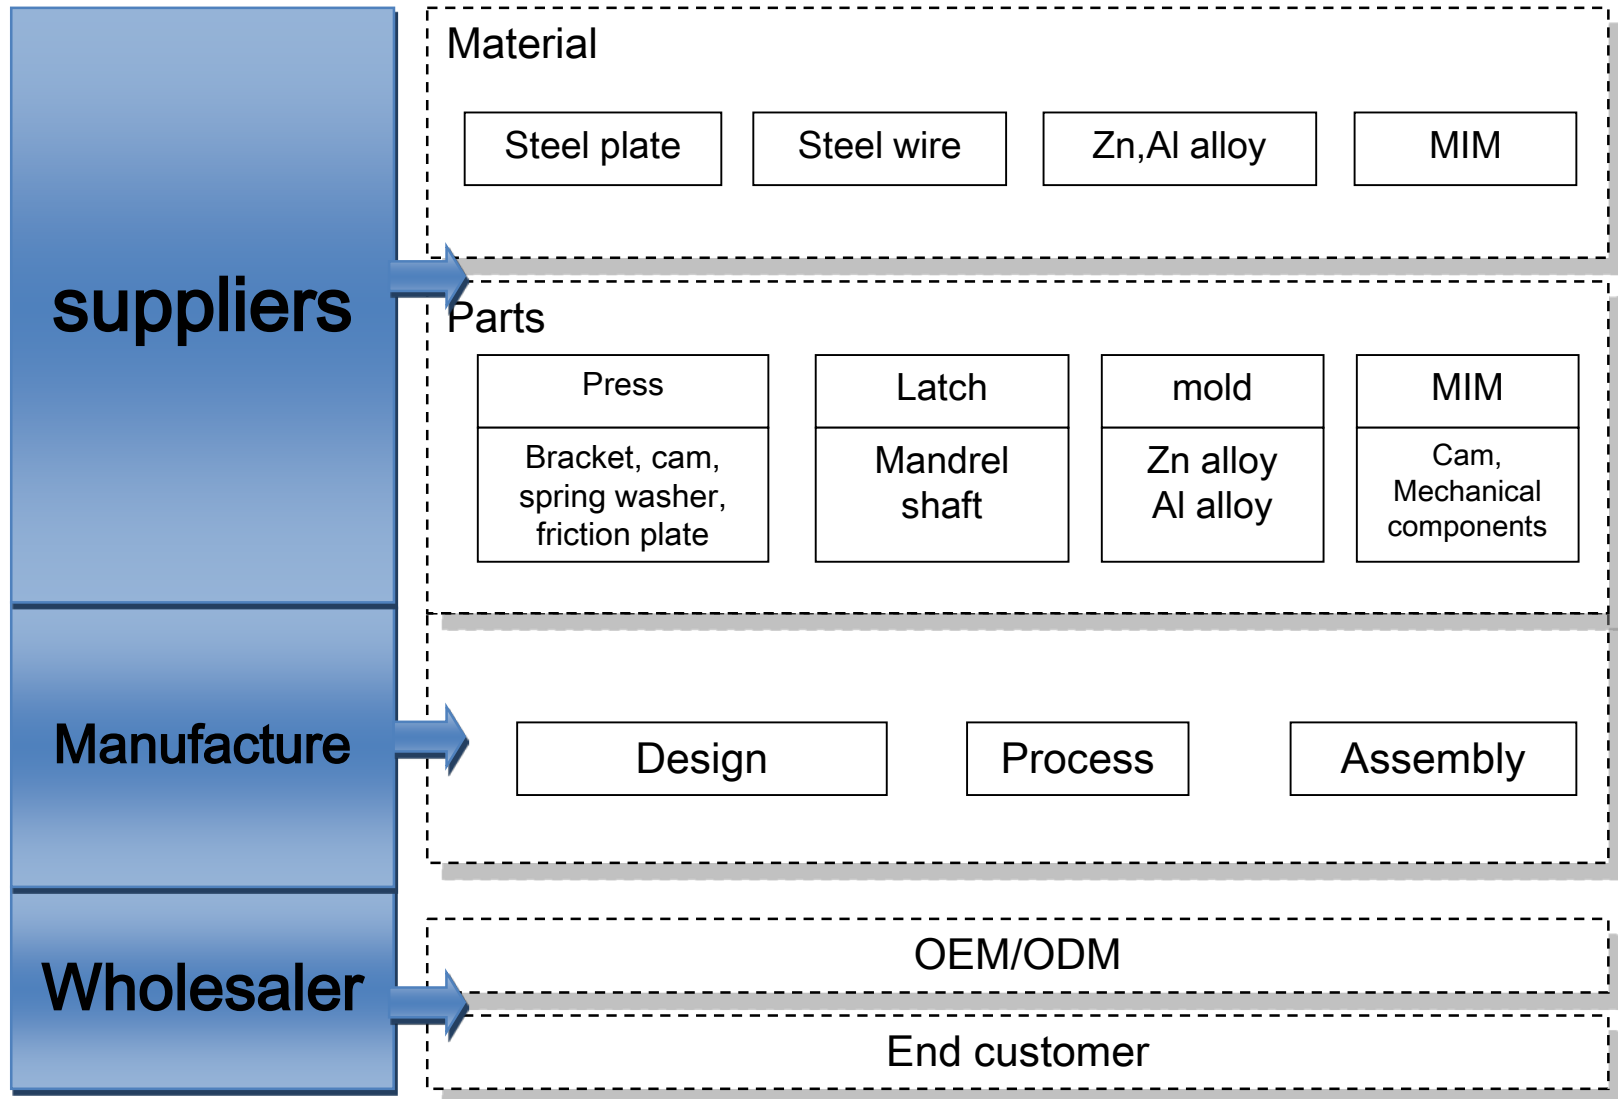 suppliers
Material
Steel plate
Steel wire
Zn,Al alloy
MIM
Parts
Press
Bracket, cam,
spring washer,
friction plate
Latch
Mandrel
shaft
mold
Zn alloy
Al alloy
MIM
Cam,
Mechanical
components
Manufacture
Design
Process
Assembly
Wholesaler
OEM/ODM
End customer